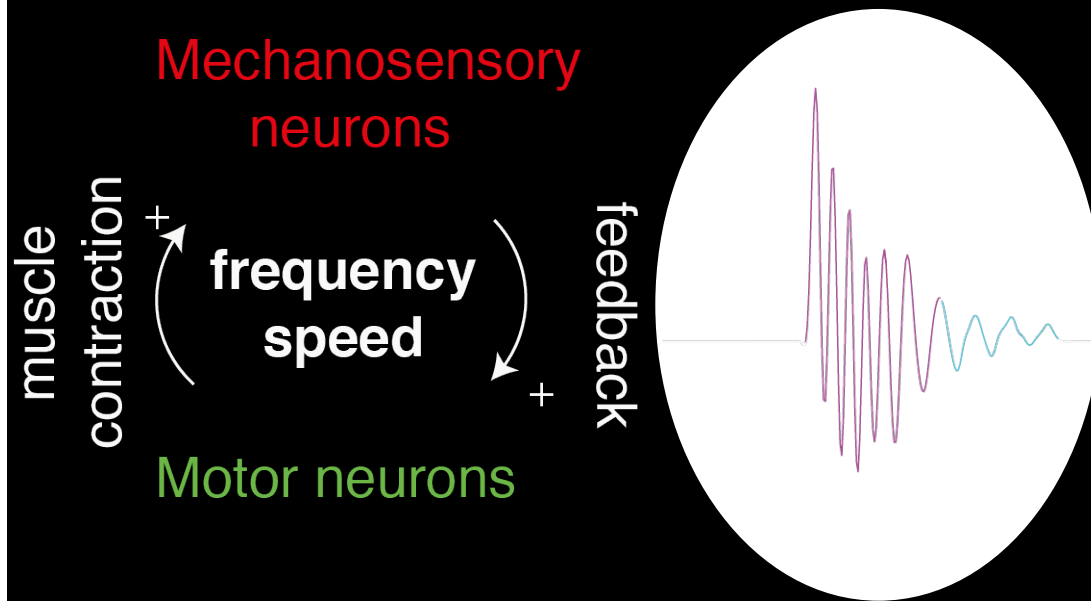 Mechanosensory
neurons
muscle
contraction
+
frequency
speed
+
feedback
Motor neurons